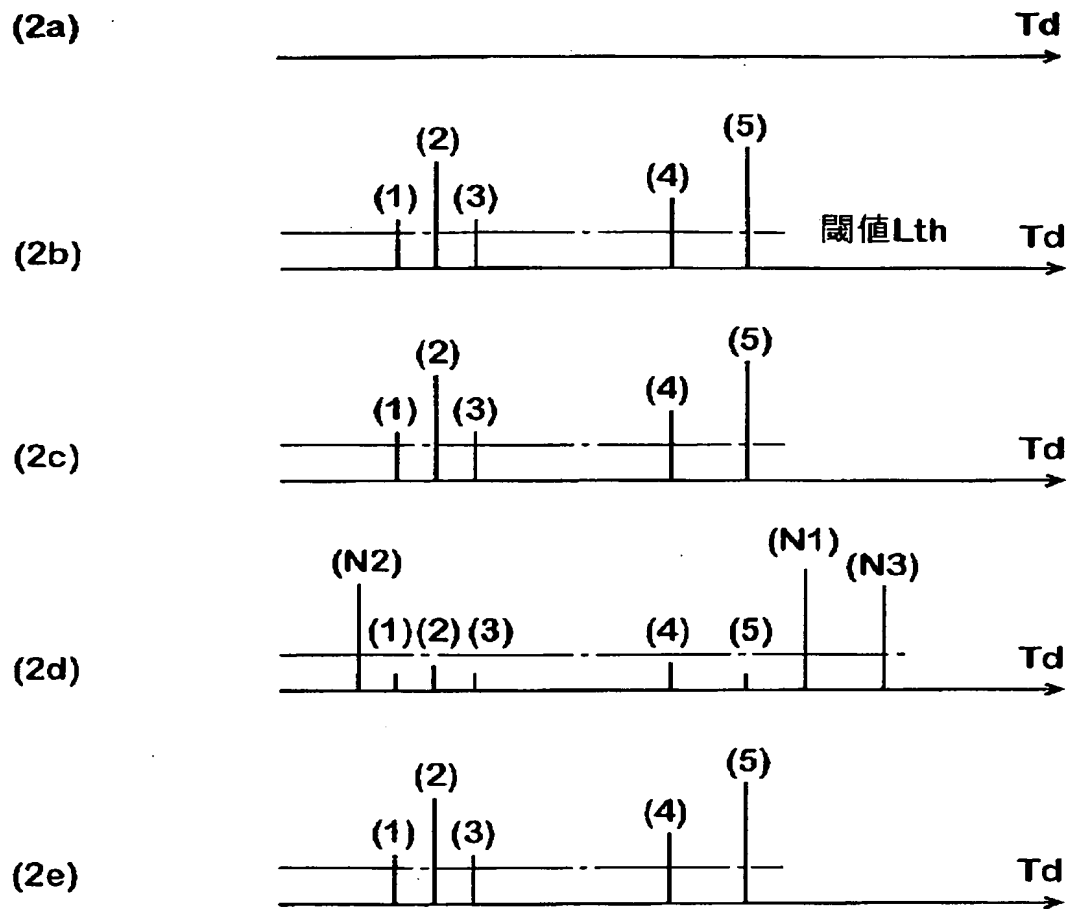 (2a) Td
(2) (5)
(1) (3) (4)
閾値Lth Td
(2b)
(2) (5)
(1) (3) (4)
(2c) Td
(N2) (N1) (N3)
(1) (2) (3) (4) (5)
(2d) Td
(2) (5)
(1) (3) (4)
(2e) Td